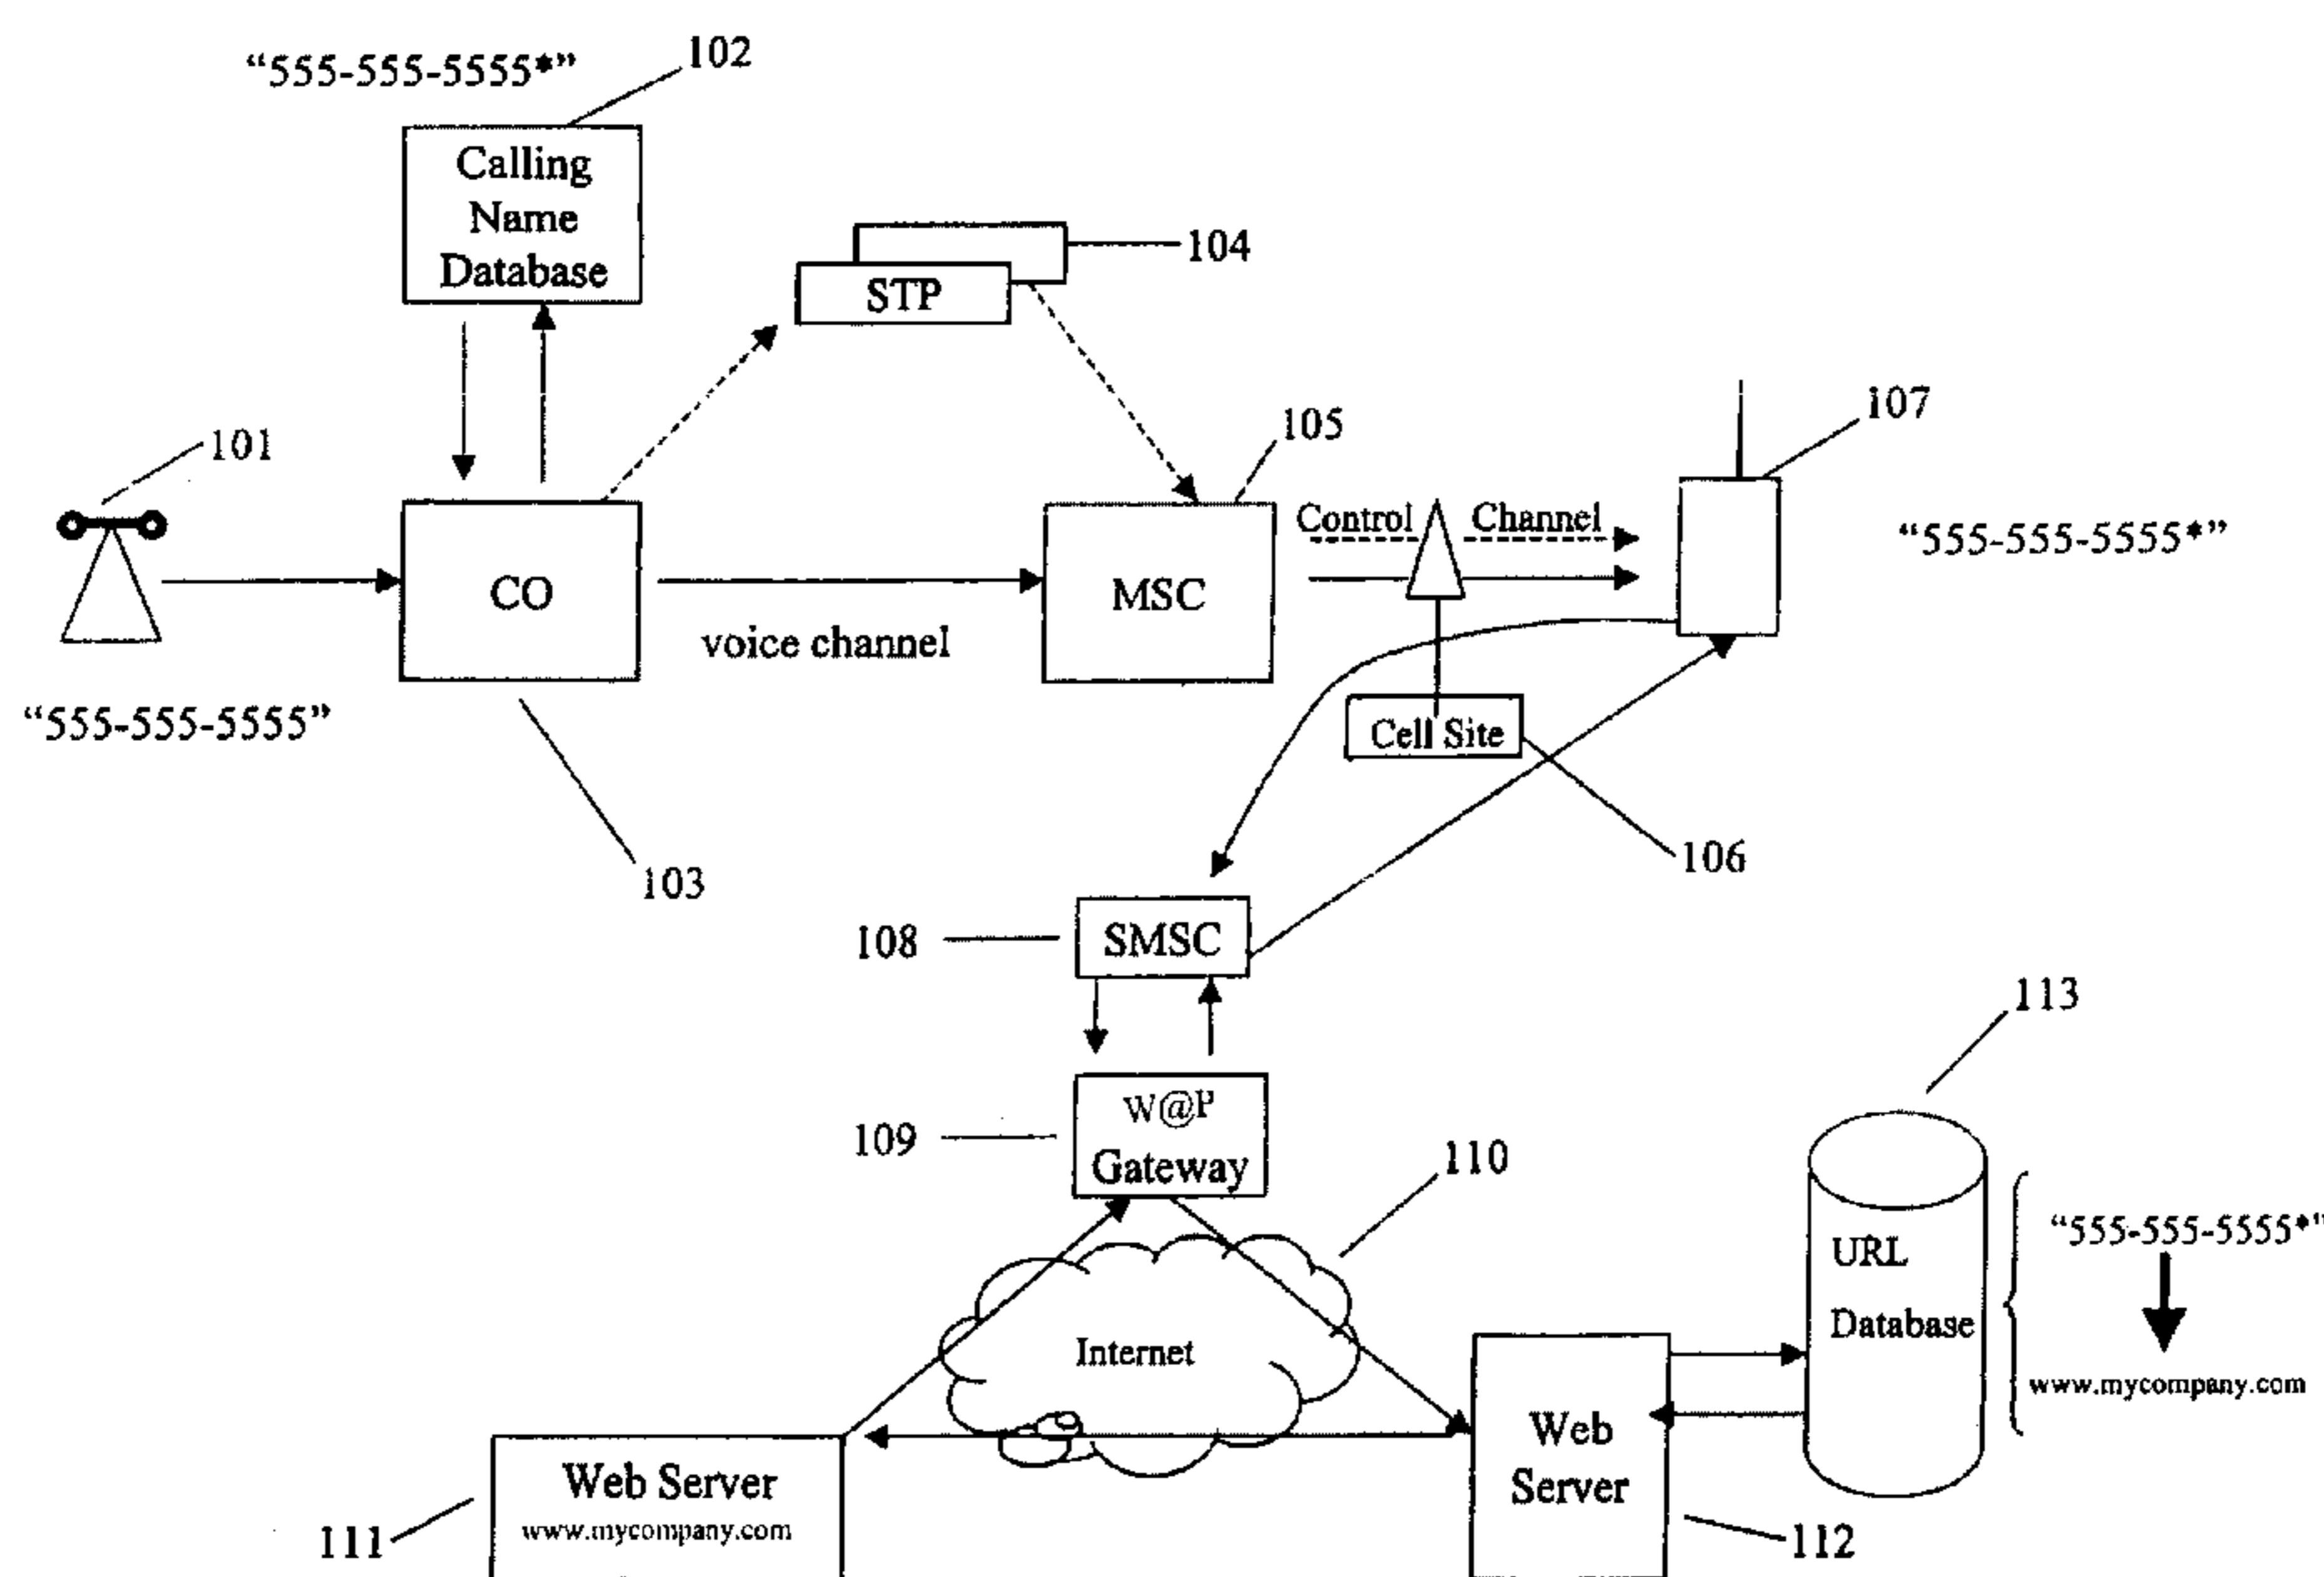 “555-555-5555*”
102
Calling
Name
Database
104
STP
101
105
107
Control Channel
“555-555-5555*”
CO
MSC
voice channel
“555-555-5555”
Cell Site
103
106
108
SMSC
113
109
W@P
Gateway
110
“555-555-5555*”
URL
Database
Internet
www.mycompany.com
Web
Server
Web Server
www.mycompany.com
111
112